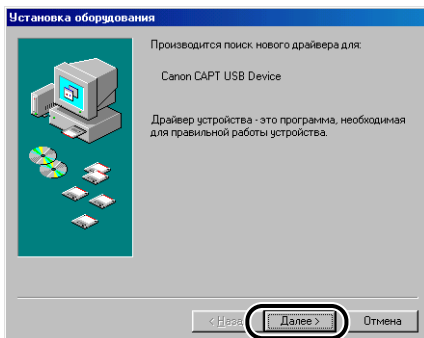 Установка оборудования
Производится поиск нового драйвера для:
Canon CAPT USB Device
Драйвер устройства - это программа, необходимая
для правильной работы устройства.
< Наза Далее > Отмена